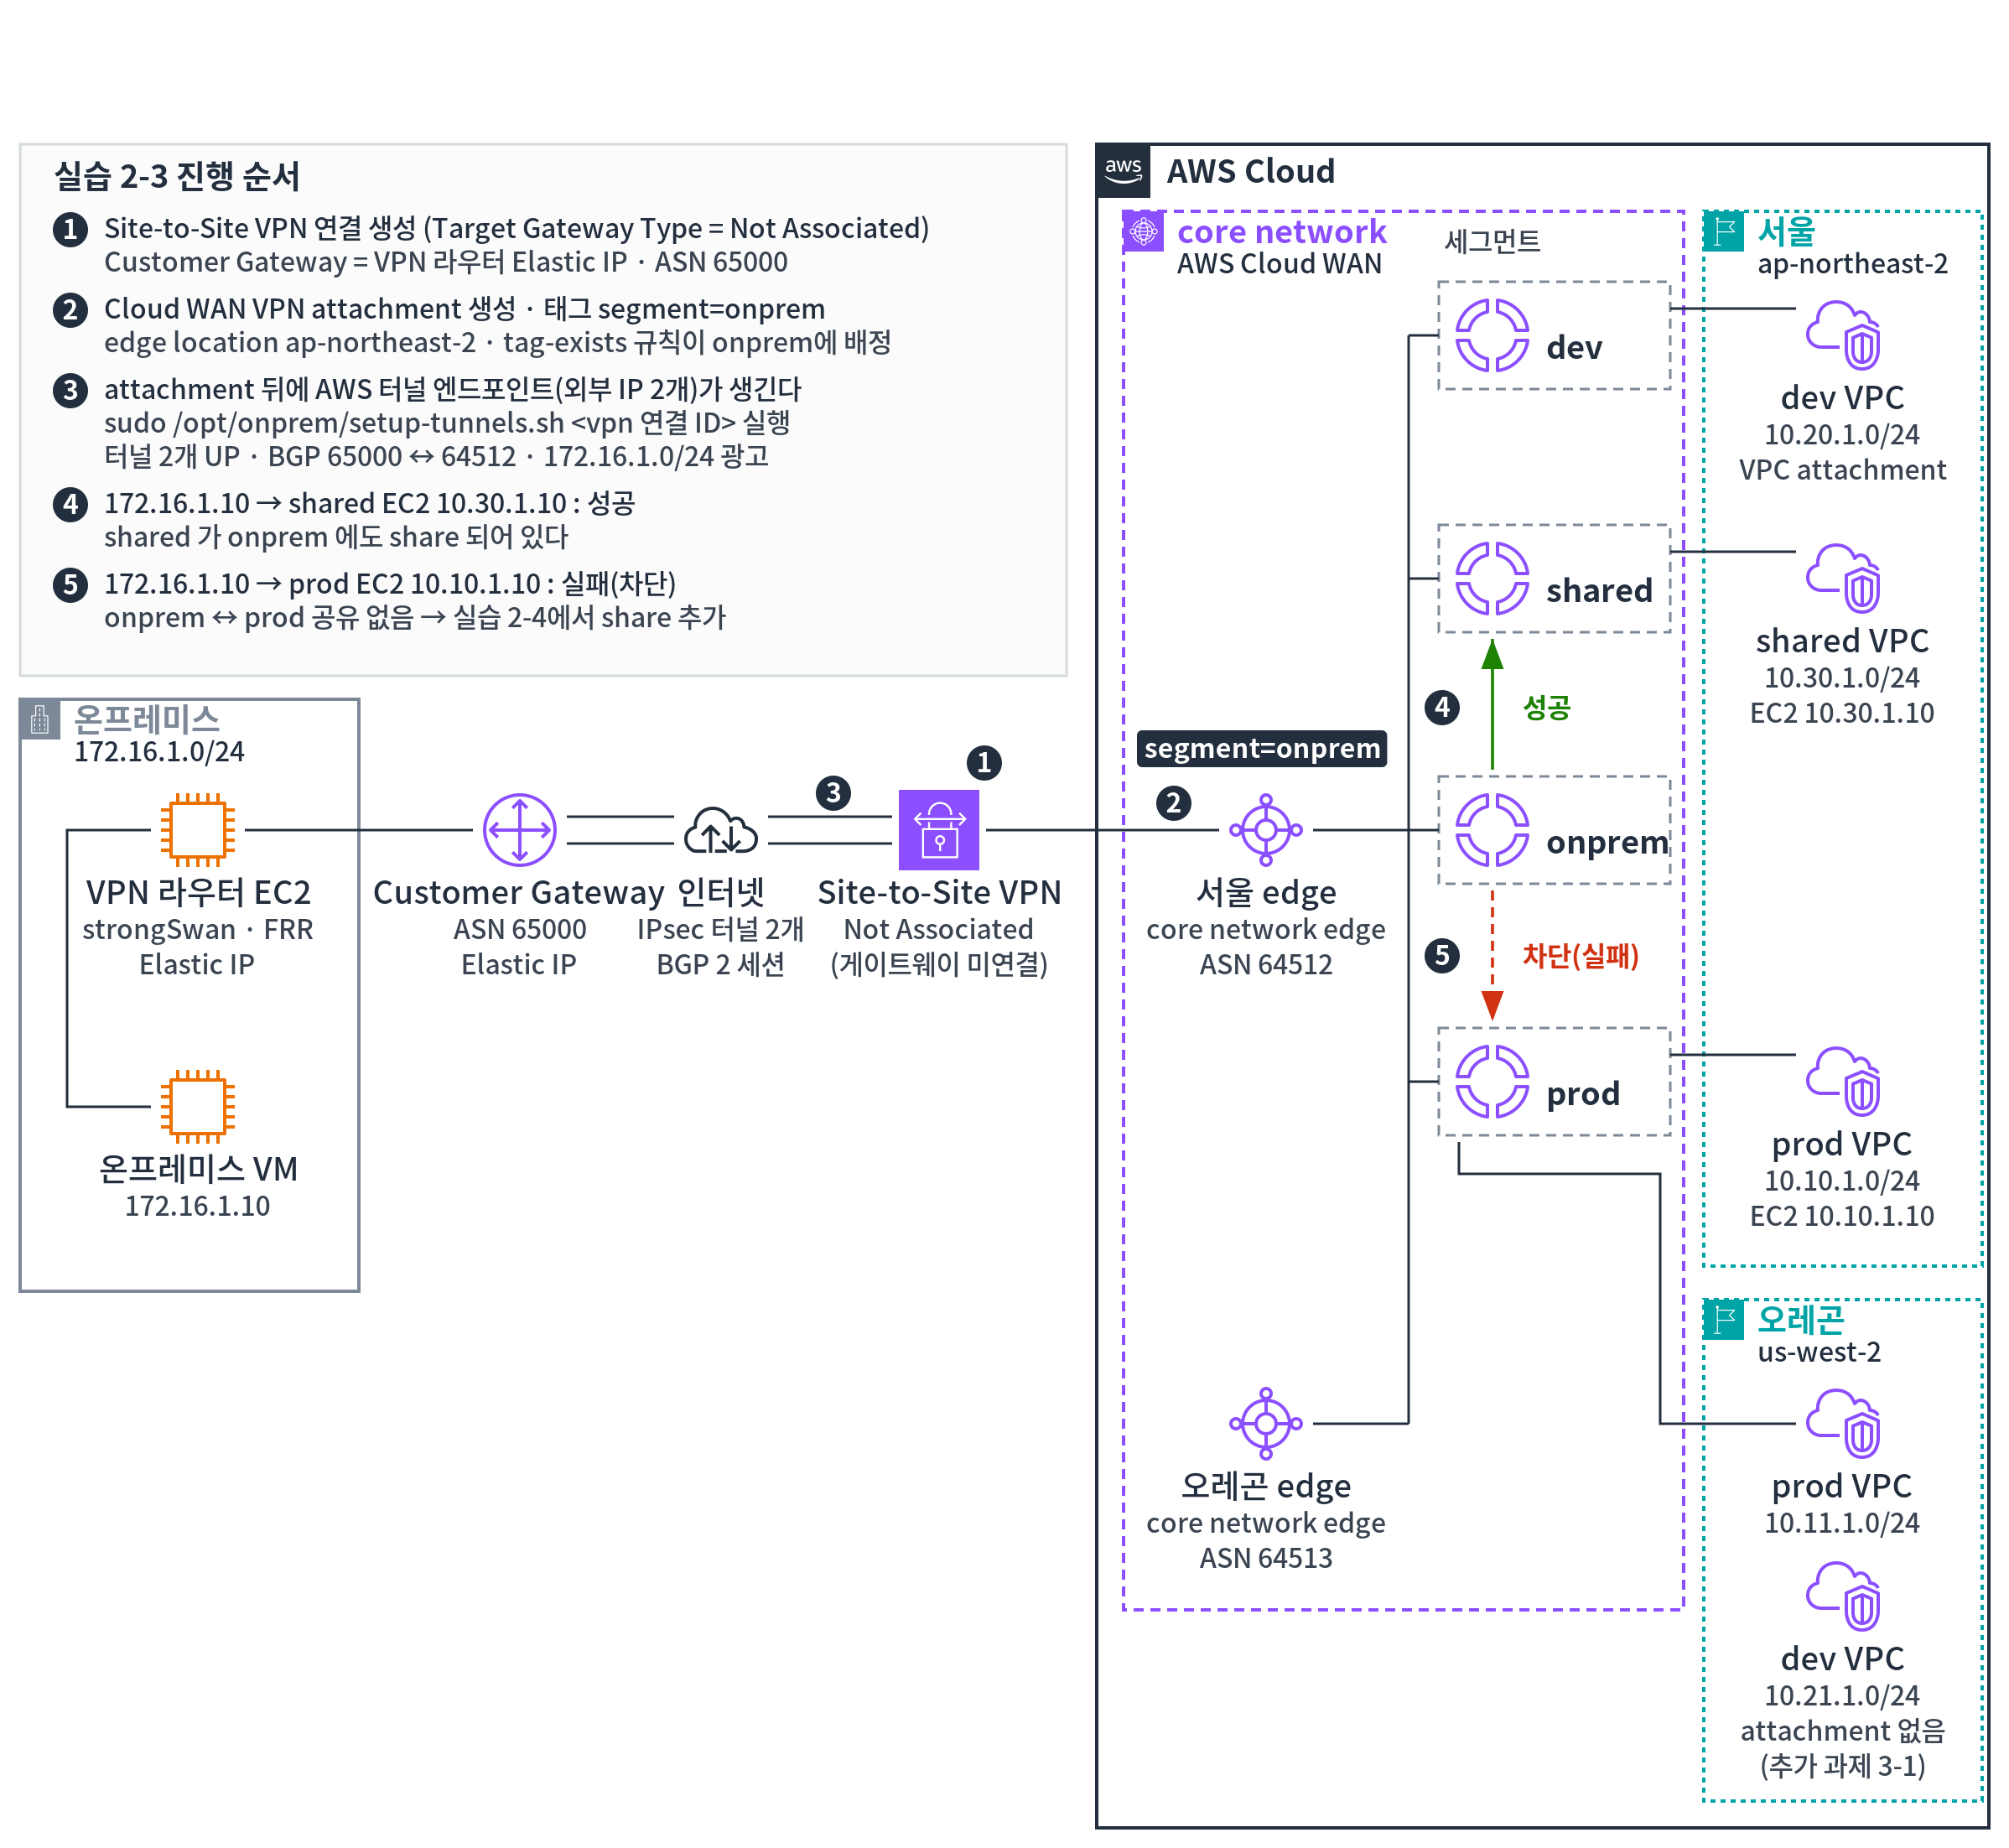 실습 2-3 진행 순서
1 Site-to-Site VPN 연결 생성 (Target Gateway Type = Not Associated)
Customer Gateway = VPN 라우터 Elastic IP · ASN 65000
2 Cloud WAN VPN attachment 생성 · 태그 segment=onprem
edge location ap-northeast-2 · tag-exists 규칙이 onprem에 배정
3 attachment 뒤에 AWS 터널 엔드포인트(외부 IP 2개)가 생긴다
sudo /opt/onprem/setup-tunnels.sh <vpn 연결 ID> 실행
터널 2개 UP · BGP 65000 ↔ 64512 · 172.16.1.0/24 광고
4 172.16.1.10 → shared EC2 10.30.1.10 : 성공
shared 가 onprem 에도 share 되어 있다
5 172.16.1.10 → prod EC2 10.10.1.10 : 실패(차단)
onprem ↔ prod 공유 없음 → 실습 2-4에서 share 추가
온프레미스
172.16.1.0/24
VPN 라우터 EC2
strongSwan · FRR
Elastic IP
온프레미스 VM
172.16.1.10
Customer Gateway
ASN 65000
Elastic IP
인터넷
IPsec 터널 2개
BGP 2 세션
3
1
Site-to-Site VPN
Not Associated
(게이트웨이 미연결)
aws
AWS Cloud
core network
AWS Cloud WAN
세그먼트
dev
shared
4
성공
segment=onprem
2
서울 edge
core network edge
ASN 64512
onprem
5
차단(실패)
prod
오레곤 edge
core network edge
ASN 64513
서울
ap-northeast-2
dev VPC
10.20.1.0/24
VPC attachment
shared VPC
10.30.1.0/24
EC2 10.30.1.10
prod VPC
10.10.1.0/24
EC2 10.10.1.10
오레곤
us-west-2
prod VPC
10.11.1.0/24
dev VPC
10.21.1.0/24
attachment 없음
(추가 과제 3-1)